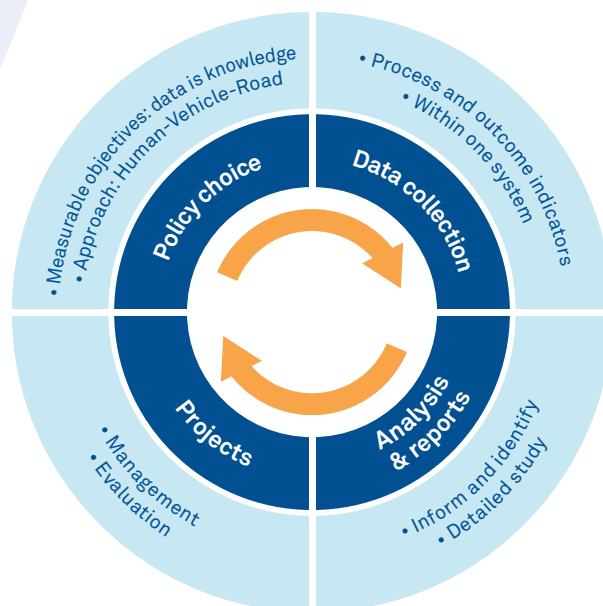 • Measurable objectives: data is knowledge
• Approach: Human-Vehicle-Road
Policy choice
• Process and outcome indicators
• Within one system
Data collection
Analysis
& reports
• Inform and identify
• Detailed study
Projects
• Management
• Evaluation